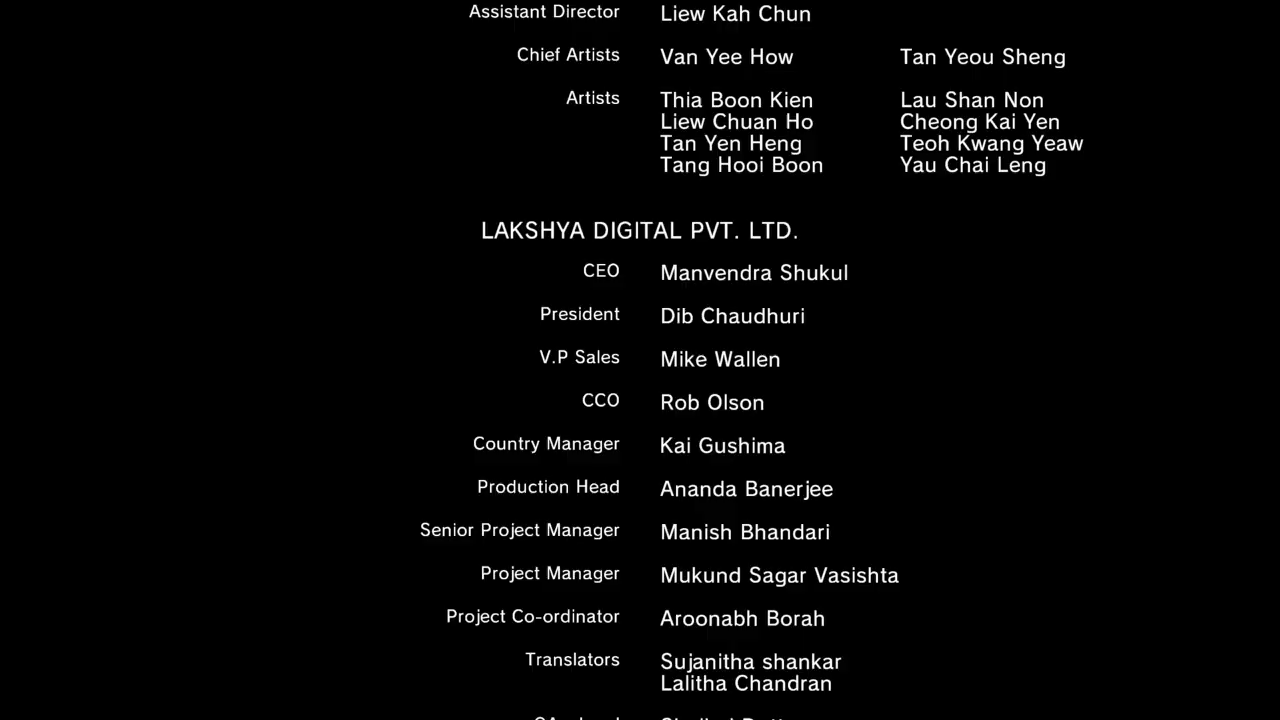 Assistant Director Liew Kah Chun
Chief Artists Van Yee How Tan Yeou Sheng
Artists Thia Boon Kien Lau Shan Non
Liew Chuan Ho Cheong Kai Yen
Tan Yen Heng Teoh Kwang Yeaw
Tang Hooi Boon Yau Chai Leng
LAKSHYA DIGITAL PVT. LTD.
CEO Manvendra Shukul
President Dib Chaudhuri
V.P Sales Mike Wallen
CCO Rob Olson
Country Manager Kai Gushima
Production Head Ananda Banerjee
Senior Project Manager Manish Bhandari
Project Manager Mukund Sagar Vasishta
Project Co-ordinator Aroonabh Borah
Translators Sujanitha shankar
Lalitha Chandran